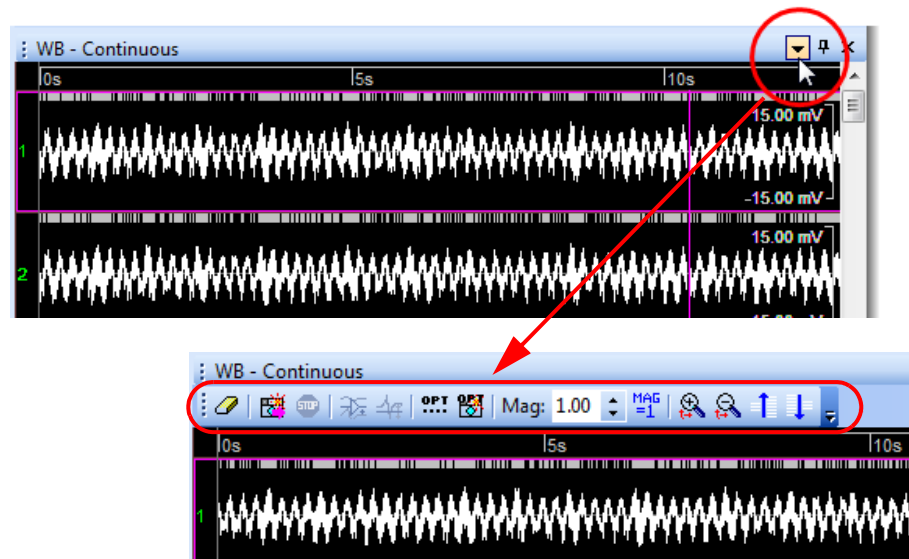 WB - Continuous
0s 5s 10s
15.00 mV
1
-15.00 mV
15.00 mV
2
WB - Continuous
STOP OPT OPT Mag: 1.00 MAG =1
0s 5s 10s
1